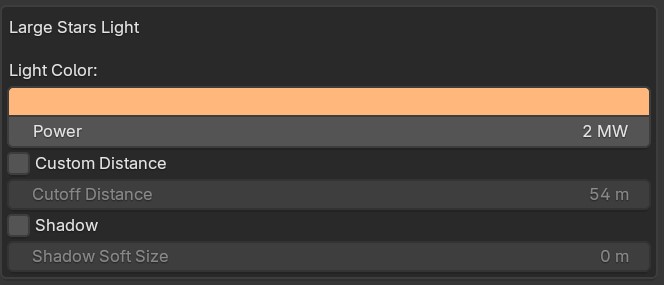 Large Stars Light
Light Color:
Power 2 MW
Custom Distance
Cutoff Distance 54 m
Shadow
Shadow Soft Size 0 m